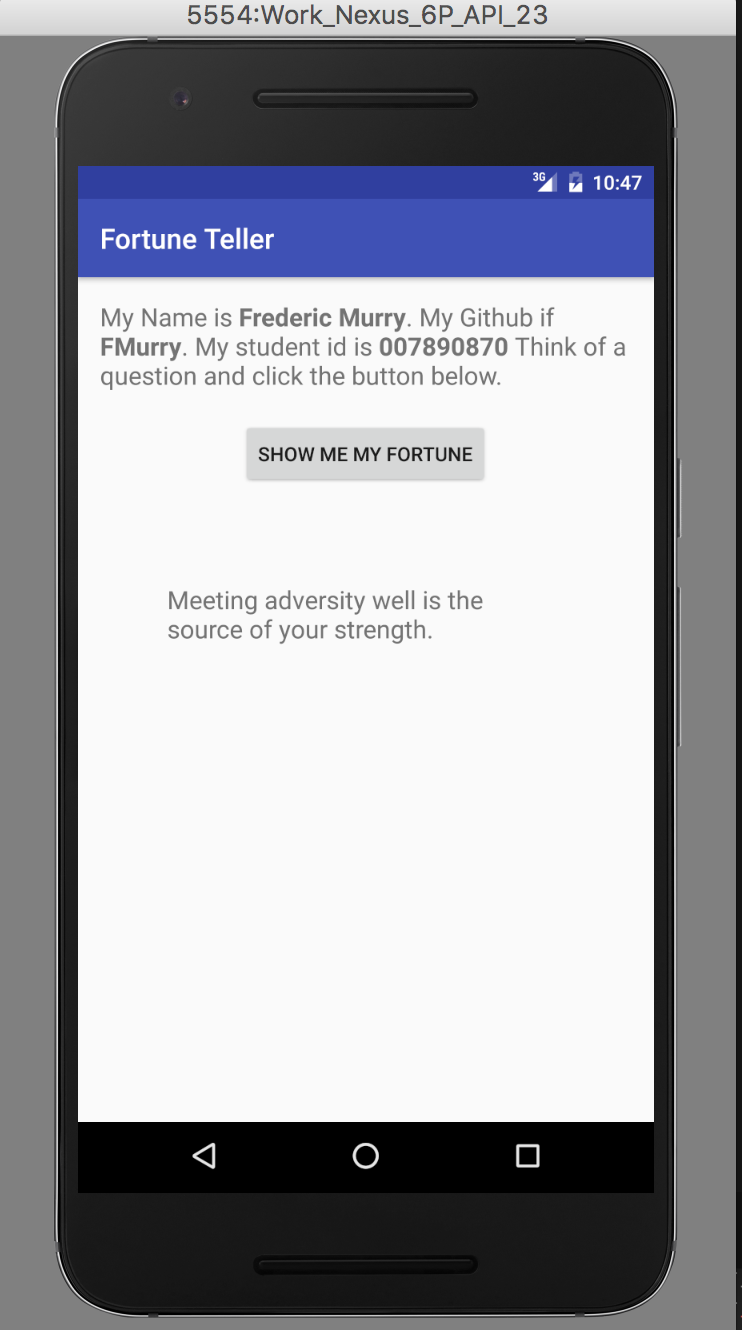 5554:Work_Nexus_6P_API_23
3G 10:47
Fortune Teller
My Name is Frederic Murry. My Github if
FMurry. My student id is 007890870 Think of a
question and click the button below.
SHOW ME MY FORTUNE
Meeting adversity well is the
source of your strength.